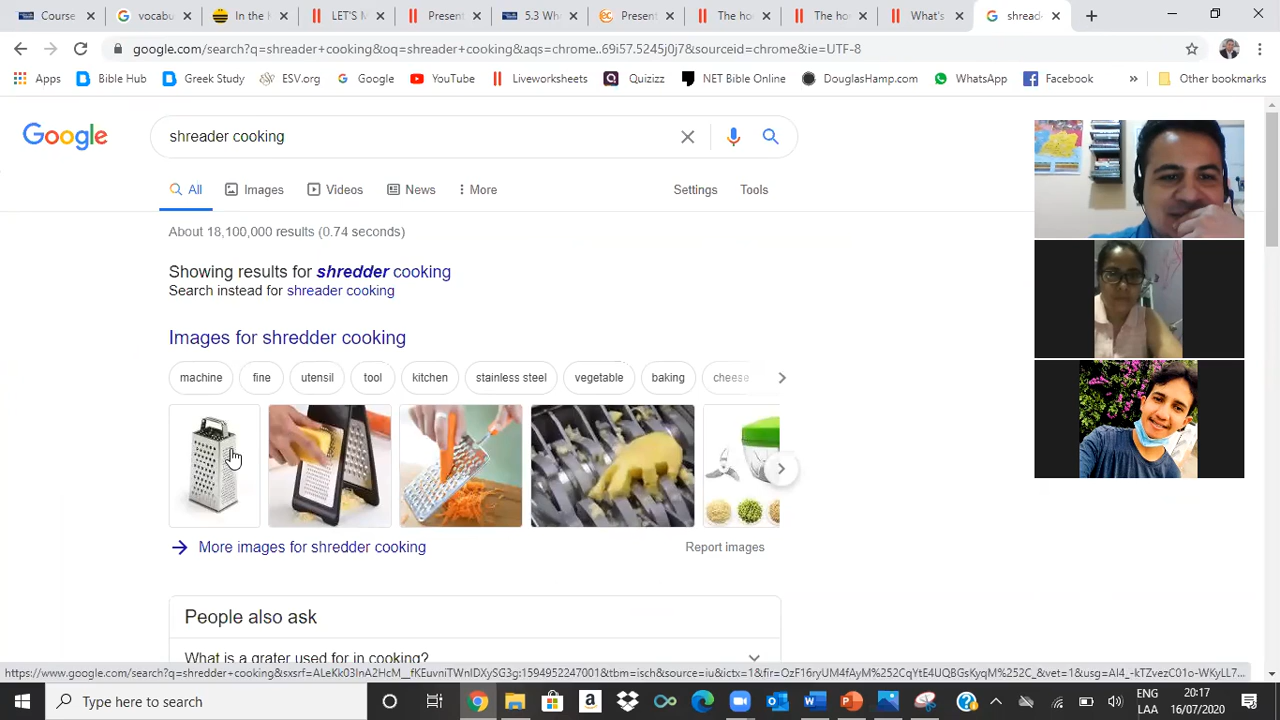 Course
vocabu
In the
LET'S M
Present
5.3 Wha
Present
The ho
The ho
What's
shread
google.com/search?q=shreader+cooking&oq=shreader+cooking&aqs=chrome..69i57.5245j0j7&sourceid=chrome&ie=UTF-8
Apps
Bible Hub
Greek Study
ESV.org
Google
YouTube
Liveworksheets
Quizizz
NET Bible Online
DouglasHamp.com
WhatsApp
Facebook
Other bookmarks
Google
shreader cooking
All
Images
Videos
News
More
Settings
Tools
About 18,100,000 results (0.74 seconds)
Showing results for shredder cooking
Search instead for shreader cooking
Images for shredder cooking
machine
fine
utensil
tool
kitchen
stainless steel
vegetable
baking
cheese
More images for shredder cooking
Report images
People also ask
What is a grater used for in cooking?
Type here to search
ENG
LAA
20:17
16/07/2020